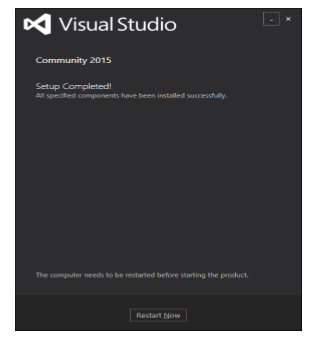 Visual Studio
Community 2015
Setup Completed!
All specified components have been installed successfully.
The computer needs to be restarted before starting the product.
Restart Now